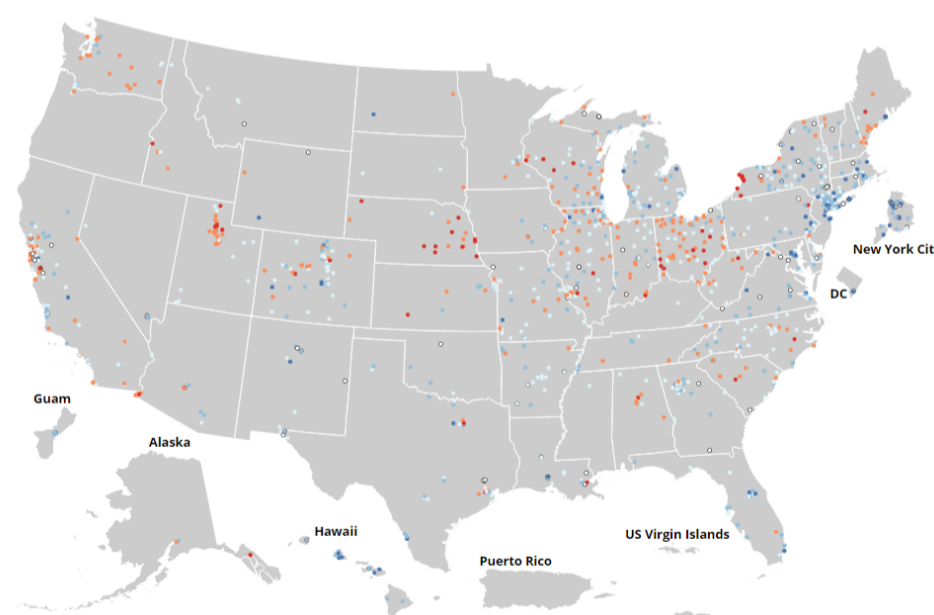 New York Cit
DC
Guam
Alaska
Hawaii
US Virgin Islands
Puerto Rico